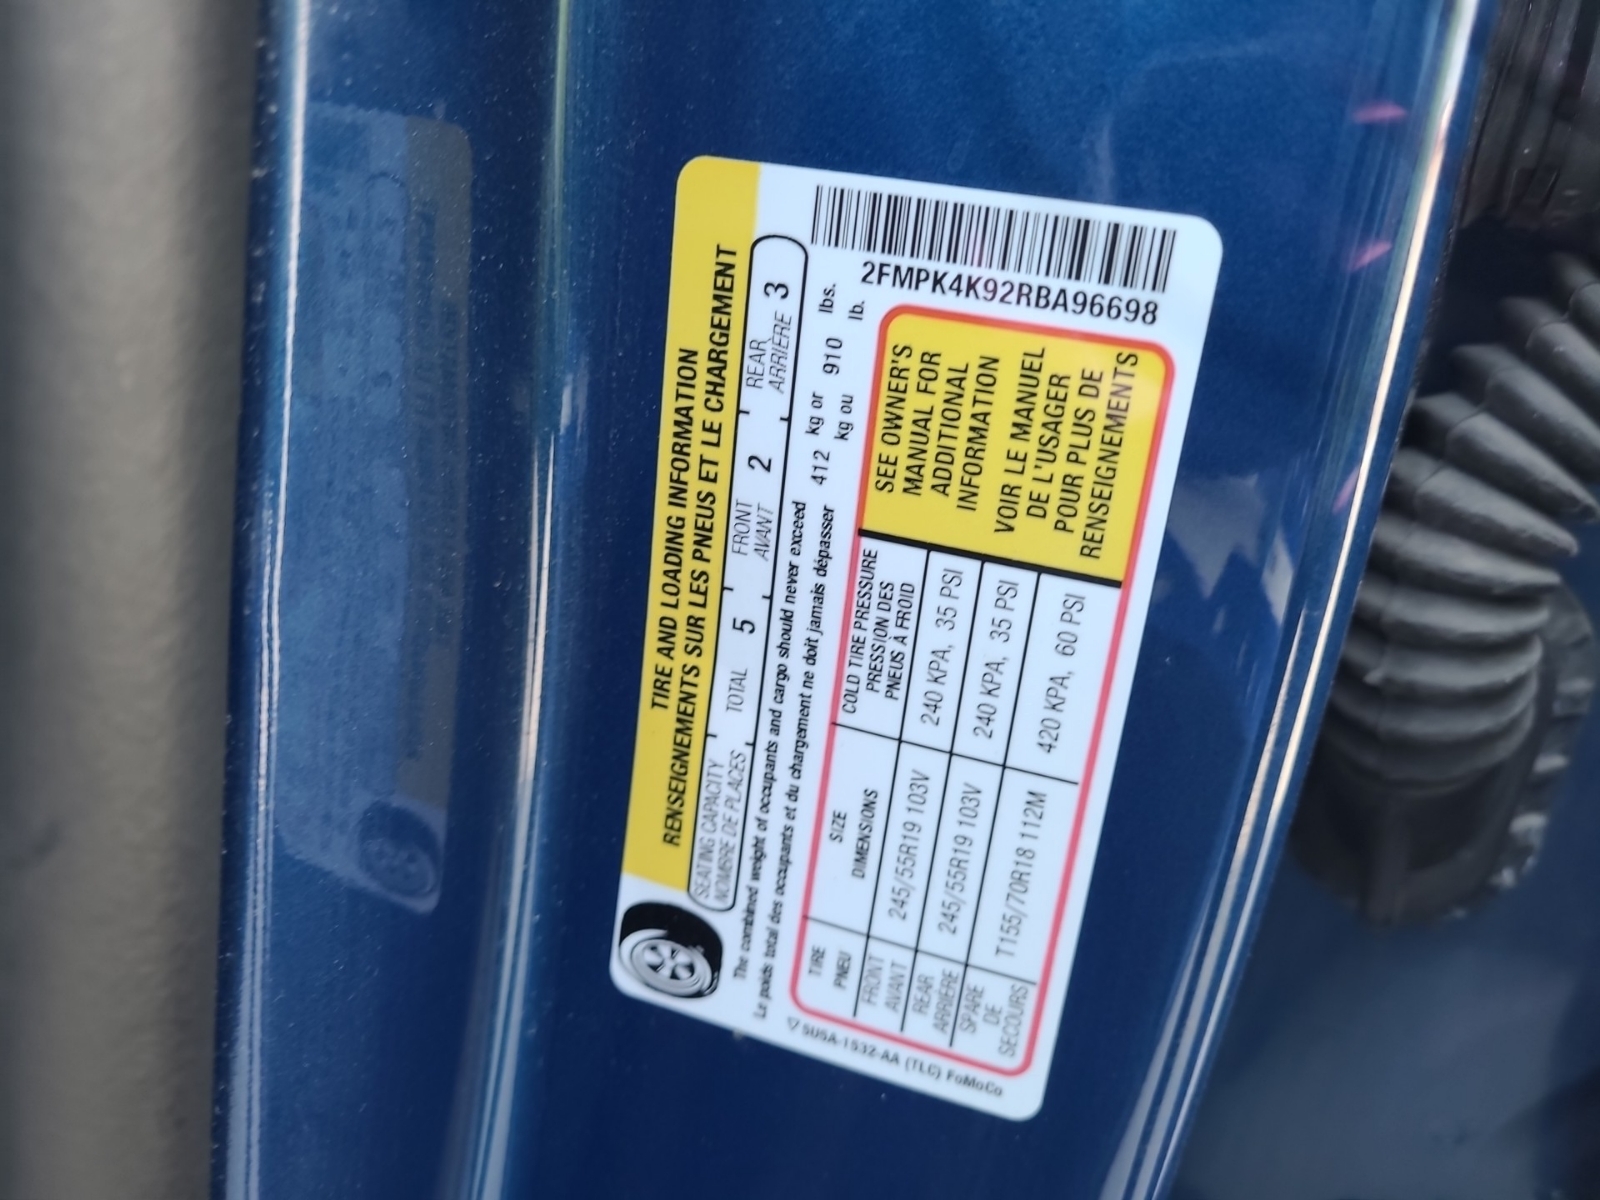 TIRE AND LOADING INFORMATION
RENSEIGNEMENTS SUR LES PNEUS ET LE CHARGEMENT
SEATING CAPACITY TOTAL 5 FRONT 2 REAR 3
NOMBRE DE PLACES AVANT ARRIÈRE
The combined weight of occupants and cargo should never exceed 412 kg or 910 lbs.
Le poids total des occupants et du chargement ne doit jamais dépasser kg ou lb.
2FMPK4K92RBA96698
TIRE SIZE COLD TIRE PRESSURE
PNEU DIMENSIONS PRESSION DES
PNEUS À FROID
FRONT 245/55R19 103V 240 KPA, 35 PSI
AVANT
REAR 245/55R19 103V 240 KPA, 35 PSI
ARRIÈRE
SPARE T155/70R18 112M 420 KPA, 60 PSI
DE
SECOURS
SEE OWNER'S
MANUAL FOR
ADDITIONAL
INFORMATION
VOIR LE MANUEL
DE L'USAGER
POUR PLUS DE
RENSEIGNEMENTS
5U5A-1532-AA (TLC) FoMoCo